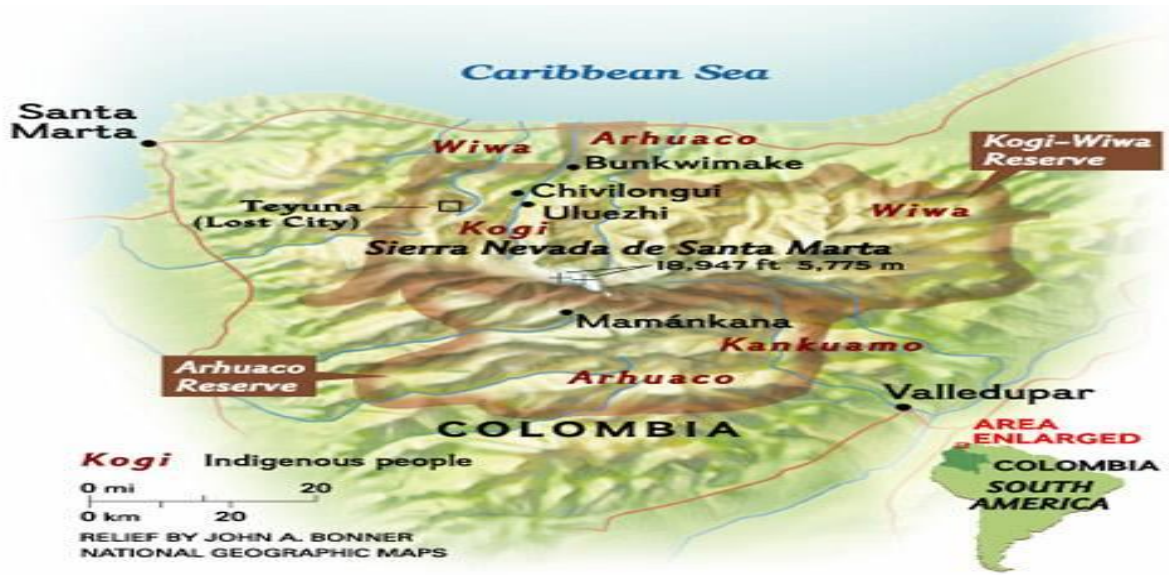 Caribbean Sea
Santa
Marta
Wiwa
Arhuaco
Bunkwimake
Kogi–Wiwa
Reserve
Chivilongui
Teyuna
(Lost City)
Uluezhi
Wiwa
Kogi
Sierra Nevada de Santa Marta
18,947 ft 5,775 m
Mamánkana
Kankuamo
Arhuaco
Reserve
Arhuaco
Valledupar
COLOMBIA
AREA
ENLARGED
Kogi Indigenous people
COLOMBIA
SOUTH
AMERICA
0 mi 20
0 km 20
RELIEF BY JOHN A. BONNER
NATIONAL GEOGRAPHIC MAPS